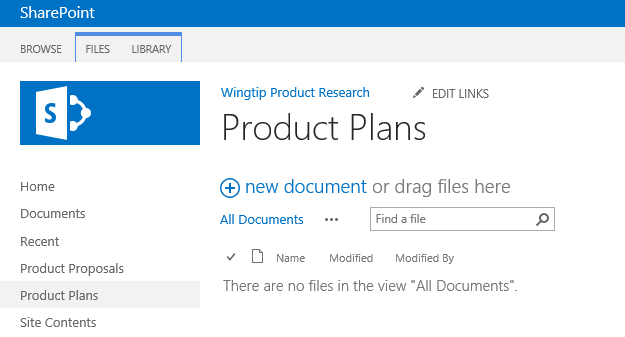 SharePoint
BROWSE FILES LIBRARY
S
Wingtip Product Research EDIT LINKS
Product Plans
new document or drag files here
All Documents ••• Find a file
Name Modified Modified By
There are no files in the view "All Documents".
Home
Documents
Recent
Product Proposals
Product Plans
Site Contents